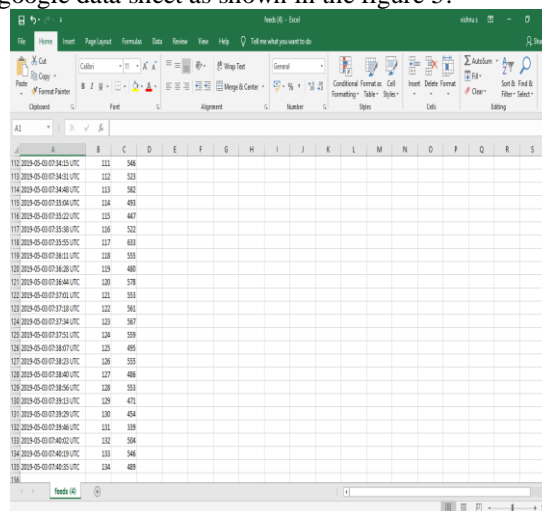 google data sheet as shown in the figure 5.
feeds (4) - Excel
File Home Insert Page Layout Formulas Data Review View Help Tell me what you want to do
Cut
Copy
Format Painter
Paste
Calibri 11
Wrap Text
Merge & Center
General
Conditional Formatting
Format as Table
Cell Styles
Insert Delete Format
AutoSum
Fill
Clear
Sort & Filter
Find & Select
Clipboard Font Alignment Number Styles Cells Editing
A1
A B C D E F G H I J K L M N O P Q R S
112 2019-05-03 07:34:15 UTC 111 546
113 2019-05-03 07:34:31 UTC 112 523
114 2019-05-03 07:34:48 UTC 113 582
115 2019-05-03 07:35:04 UTC 114 493
116 2019-05-03 07:35:22 UTC 115 447
117 2019-05-03 07:35:38 UTC 116 522
118 2019-05-03 07:35:55 UTC 117 633
119 2019-05-03 07:36:11 UTC 118 555
120 2019-05-03 07:36:28 UTC 119 480
121 2019-05-03 07:36:44 UTC 120 578
122 2019-05-03 07:37:01 UTC 121 553
123 2019-05-03 07:37:18 UTC 122 561
124 2019-05-03 07:37:34 UTC 123 567
125 2019-05-03 07:37:51 UTC 124 559
126 2019-05-03 07:38:07 UTC 125 495
127 2019-05-03 07:38:23 UTC 126 555
128 2019-05-03 07:38:40 UTC 127 486
129 2019-05-03 07:38:56 UTC 128 553
130 2019-05-03 07:39:13 UTC 129 471
131 2019-05-03 07:39:29 UTC 130 454
132 2019-05-03 07:39:46 UTC 131 339
133 2019-05-03 07:40:02 UTC 132 504
134 2019-05-03 07:40:19 UTC 133 546
135 2019-05-03 07:40:35 UTC 134 489
136
feeds (4)